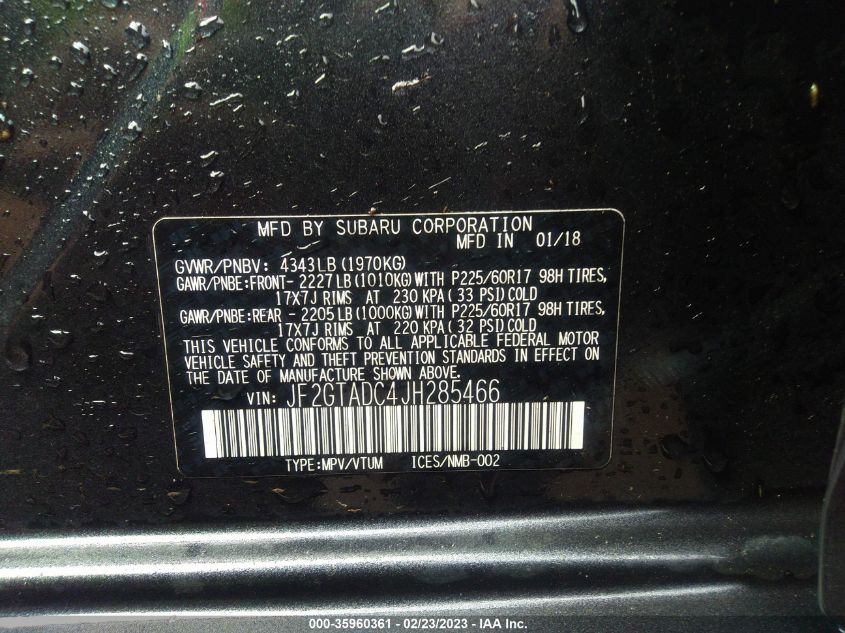 MFD BY SUBARU CORPORATION
MFD IN 01/18
GVWR/PNBV: 4343LB (1970KG)
GAWR/PNBE:FRONT- 2227LB (1010KG) WITH P225/60R17 98H TIRES,
17X7J RIMS AT 230 KPA ( 33 PSI) COLD
GAWR/PNBE:REAR - 2205LB (1000KG) WITH P225/60R17 98H TIRES,
17X7J RIMS AT 220 KPA ( 32 PSI) COLD
THIS VEHICLE CONFORMS TO ALL APPLICABLE FEDERAL MOTOR
VEHICLE SAFETY AND THEFT PREVENTION STANDARDS IN EFFECT ON
THE DATE OF MANUFACTURE SHOWN ABOVE.
VIN: JF2GTADC4JH285466
TYPE:MPV/VTUM ICES/NMB-002
000-35960361 - 02/23/2023 - IAA Inc.